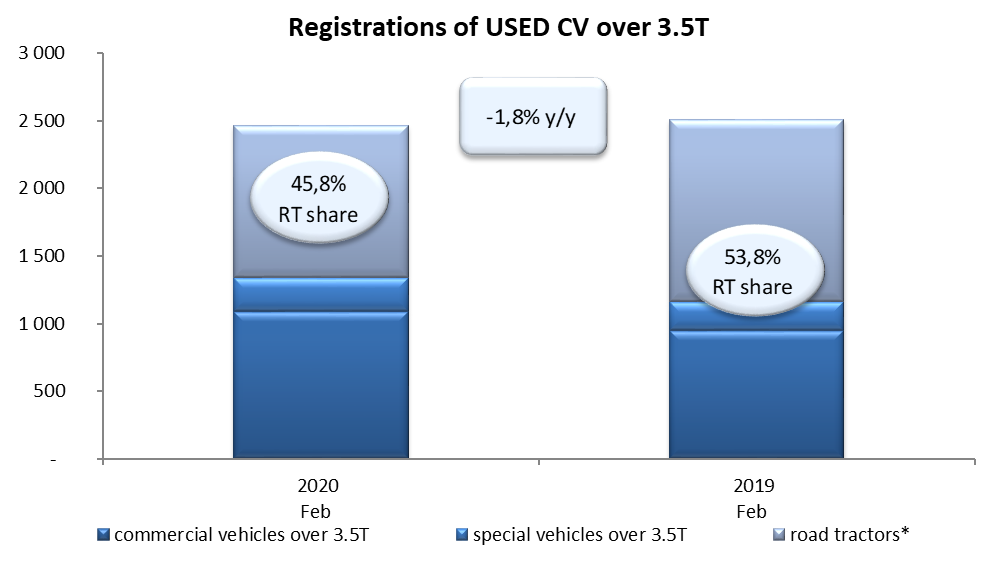 Registrations of USED CV over 3.5T
3 000
2 500
2 000
1 500
1 000
500
-
-1,8% y/y
45,8%
RT share
53,8%
RT share
2020
Feb
2019
Feb
commercial vehicles over 3.5T
special vehicles over 3.5T
road tractors*